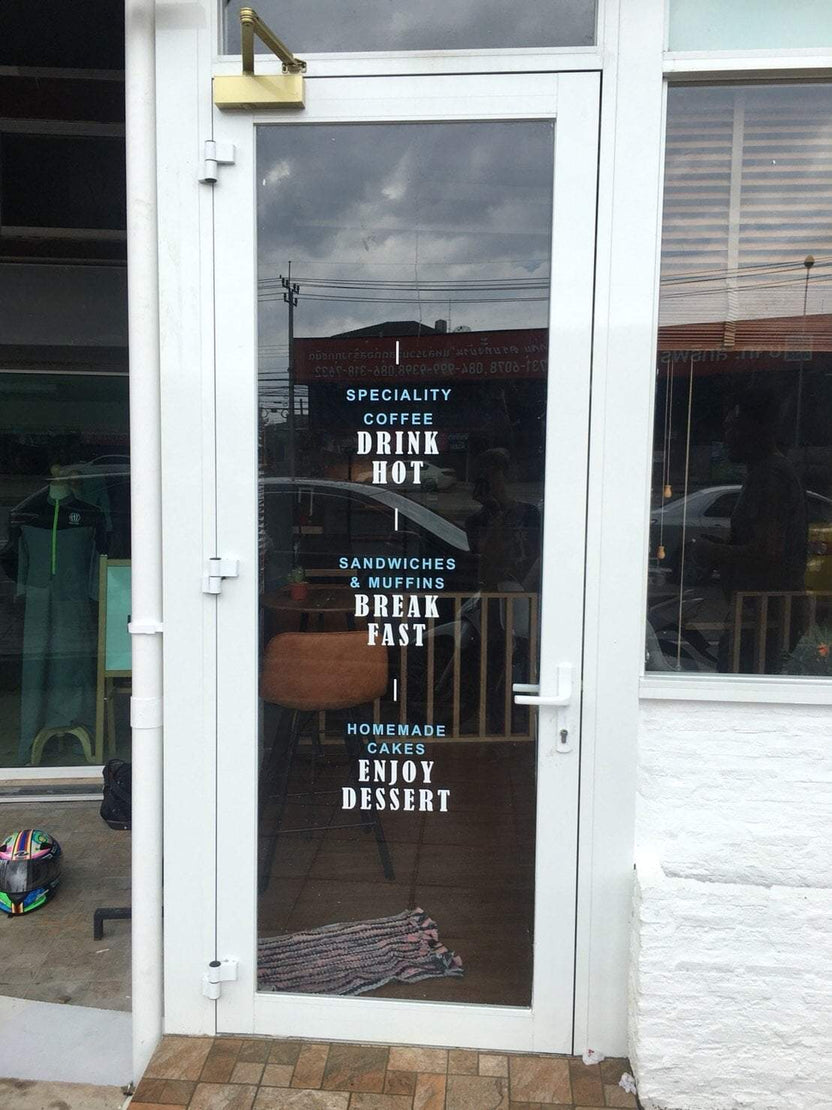 SPECIALITY
COFFEE
DRINK
HOT
SANDWICHES
& MUFFINS
BREAK
FAST
HOMEMADE
CAKES
ENJOY
DESSERT